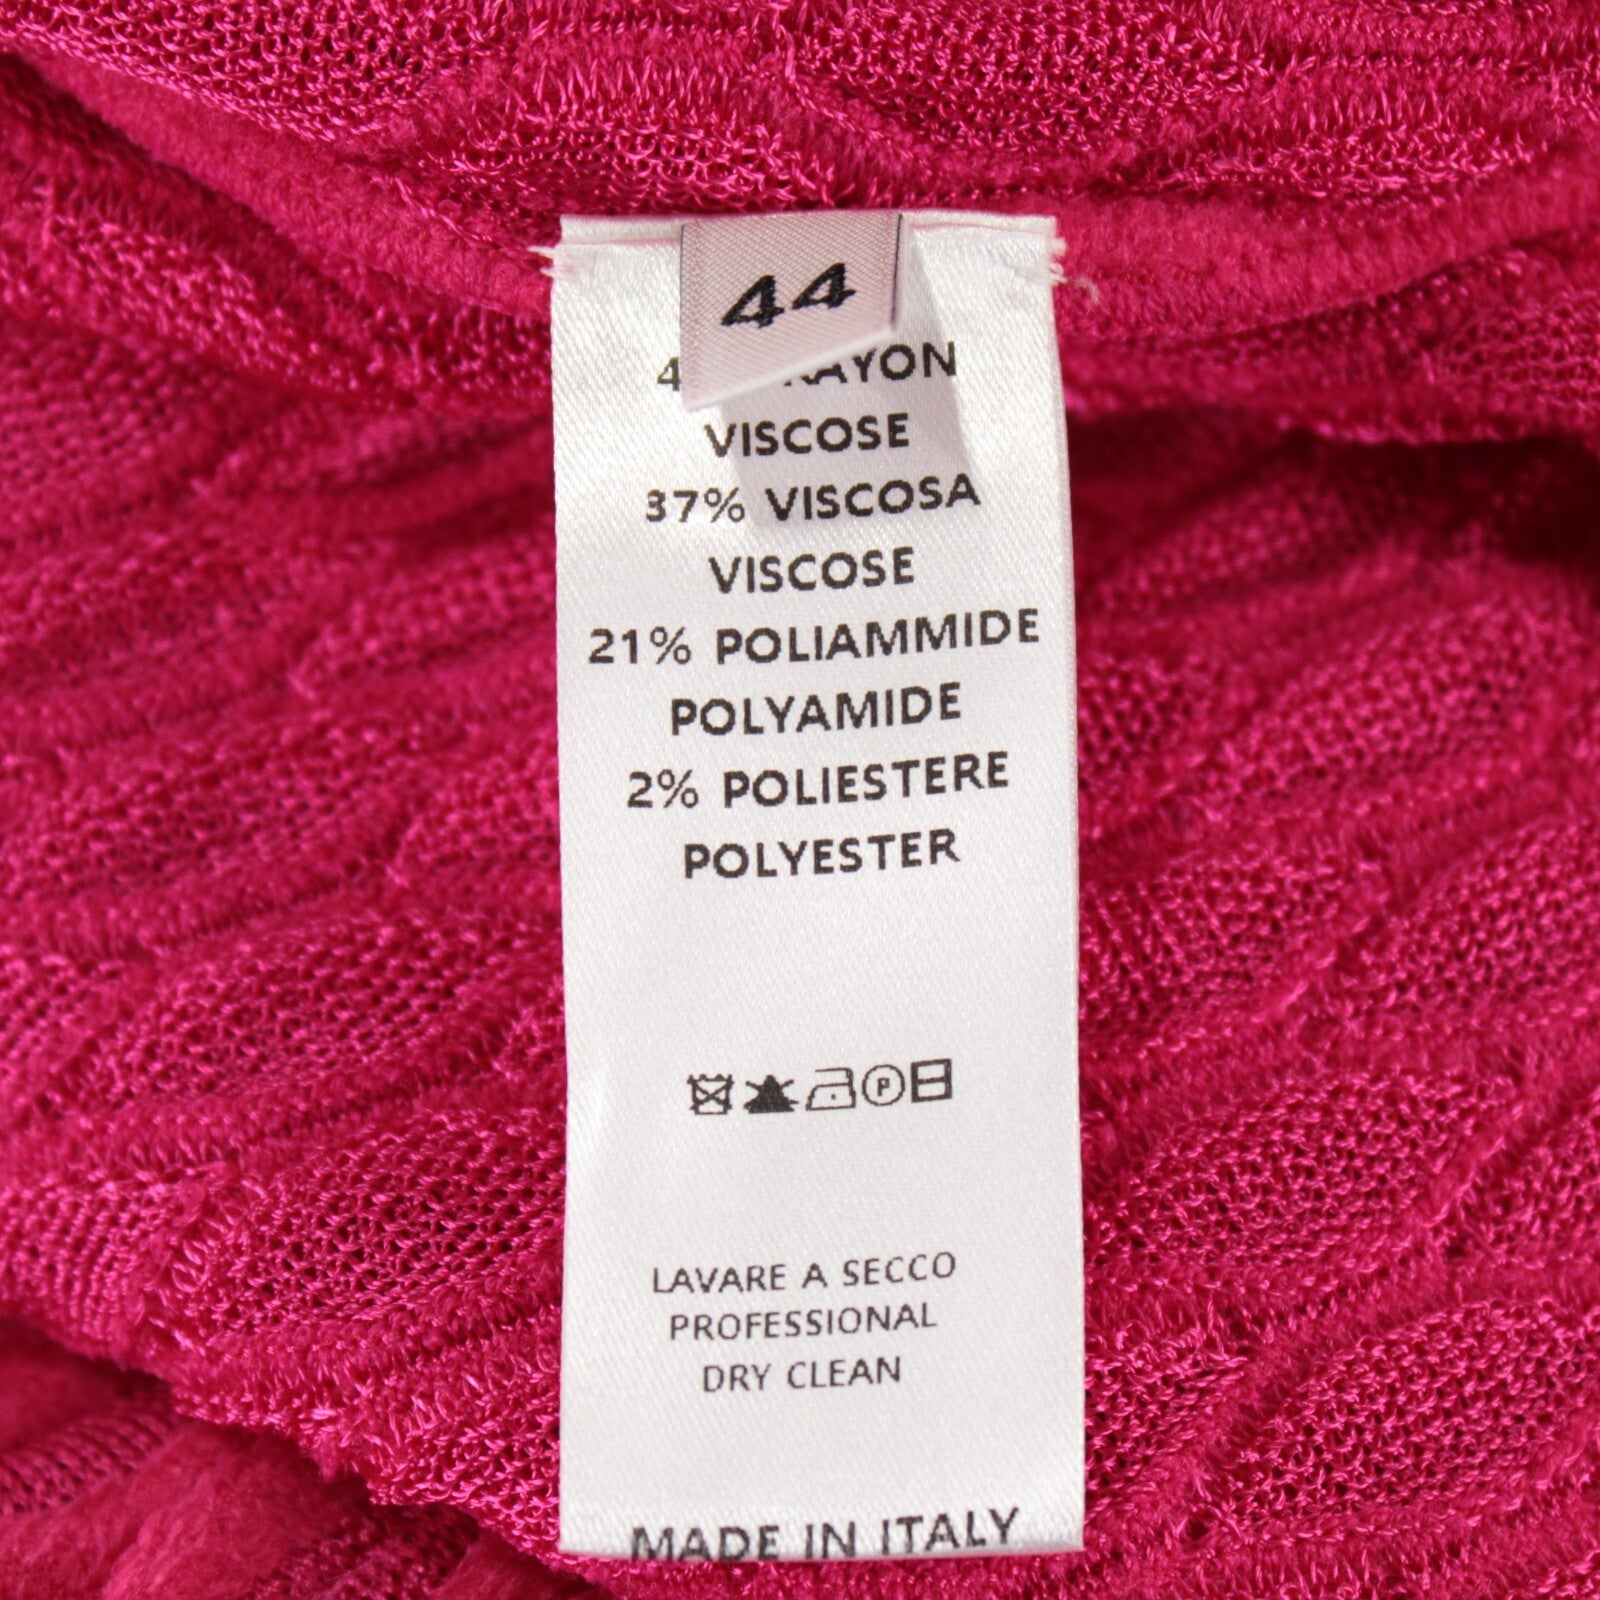 44
RAYON
VISCOSE
37% VISCOSA
VISCOSE
21% POLIAMMIDE
POLYAMIDE
2% POLIESTERE
POLYESTER
P
LAVARE A SECCO
PROFESSIONAL
DRY CLEAN
MADE IN ITALY